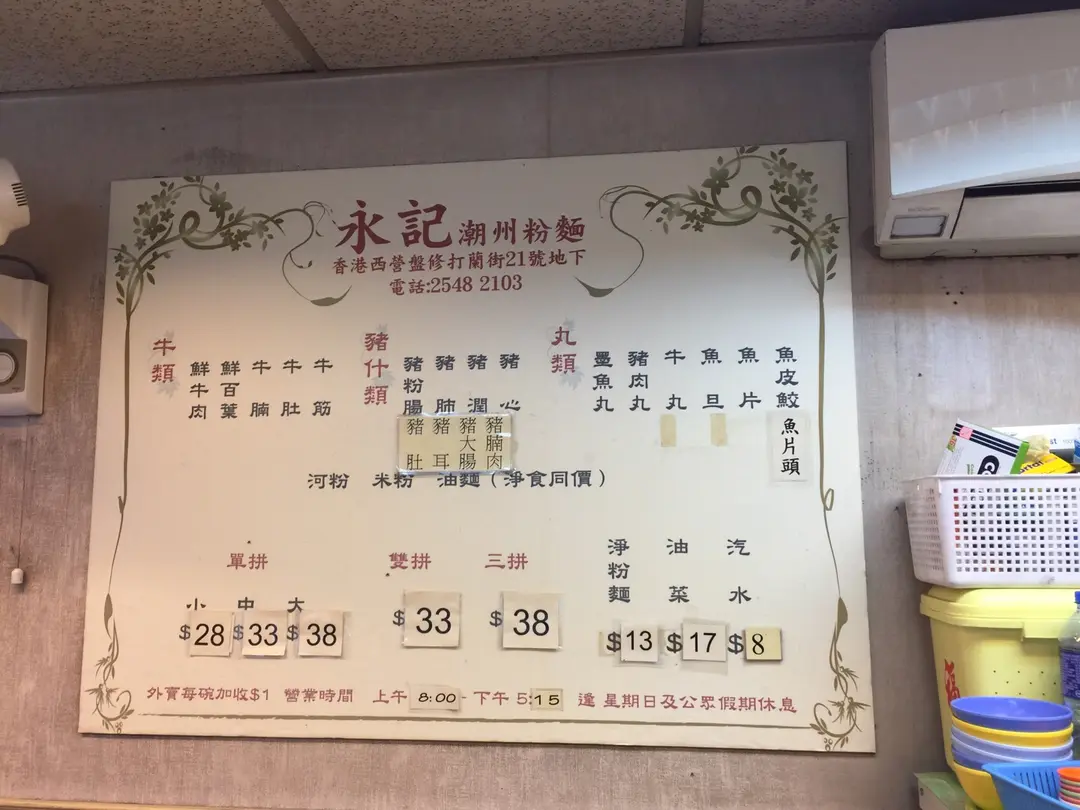 永記潮州粉麵
香港西營盤修打蘭街21號地下
電話:2548 2103
牛類
鮮牛肉
鮮百葉
牛腩
牛肚
牛筋
豬什類
豬粉腸
豬肺
豬潤
豬心
豬肚
豬耳
豬大腸
豬腩肉
丸類
墨魚丸
豬肉丸
牛丸
魚旦
魚片
魚皮鮫
魚片頭
河粉 米粉 油麵(淨食同價)
單拼
小 $28
中 $33
大 $38
雙拼
$33
三拼
$38
淨粉麵
$13
油菜
$17
汽水
$8
外賣每碗加收$1 營業時間 上午 8:00 - 下午 5:15 逢 星期日及公眾假期休息